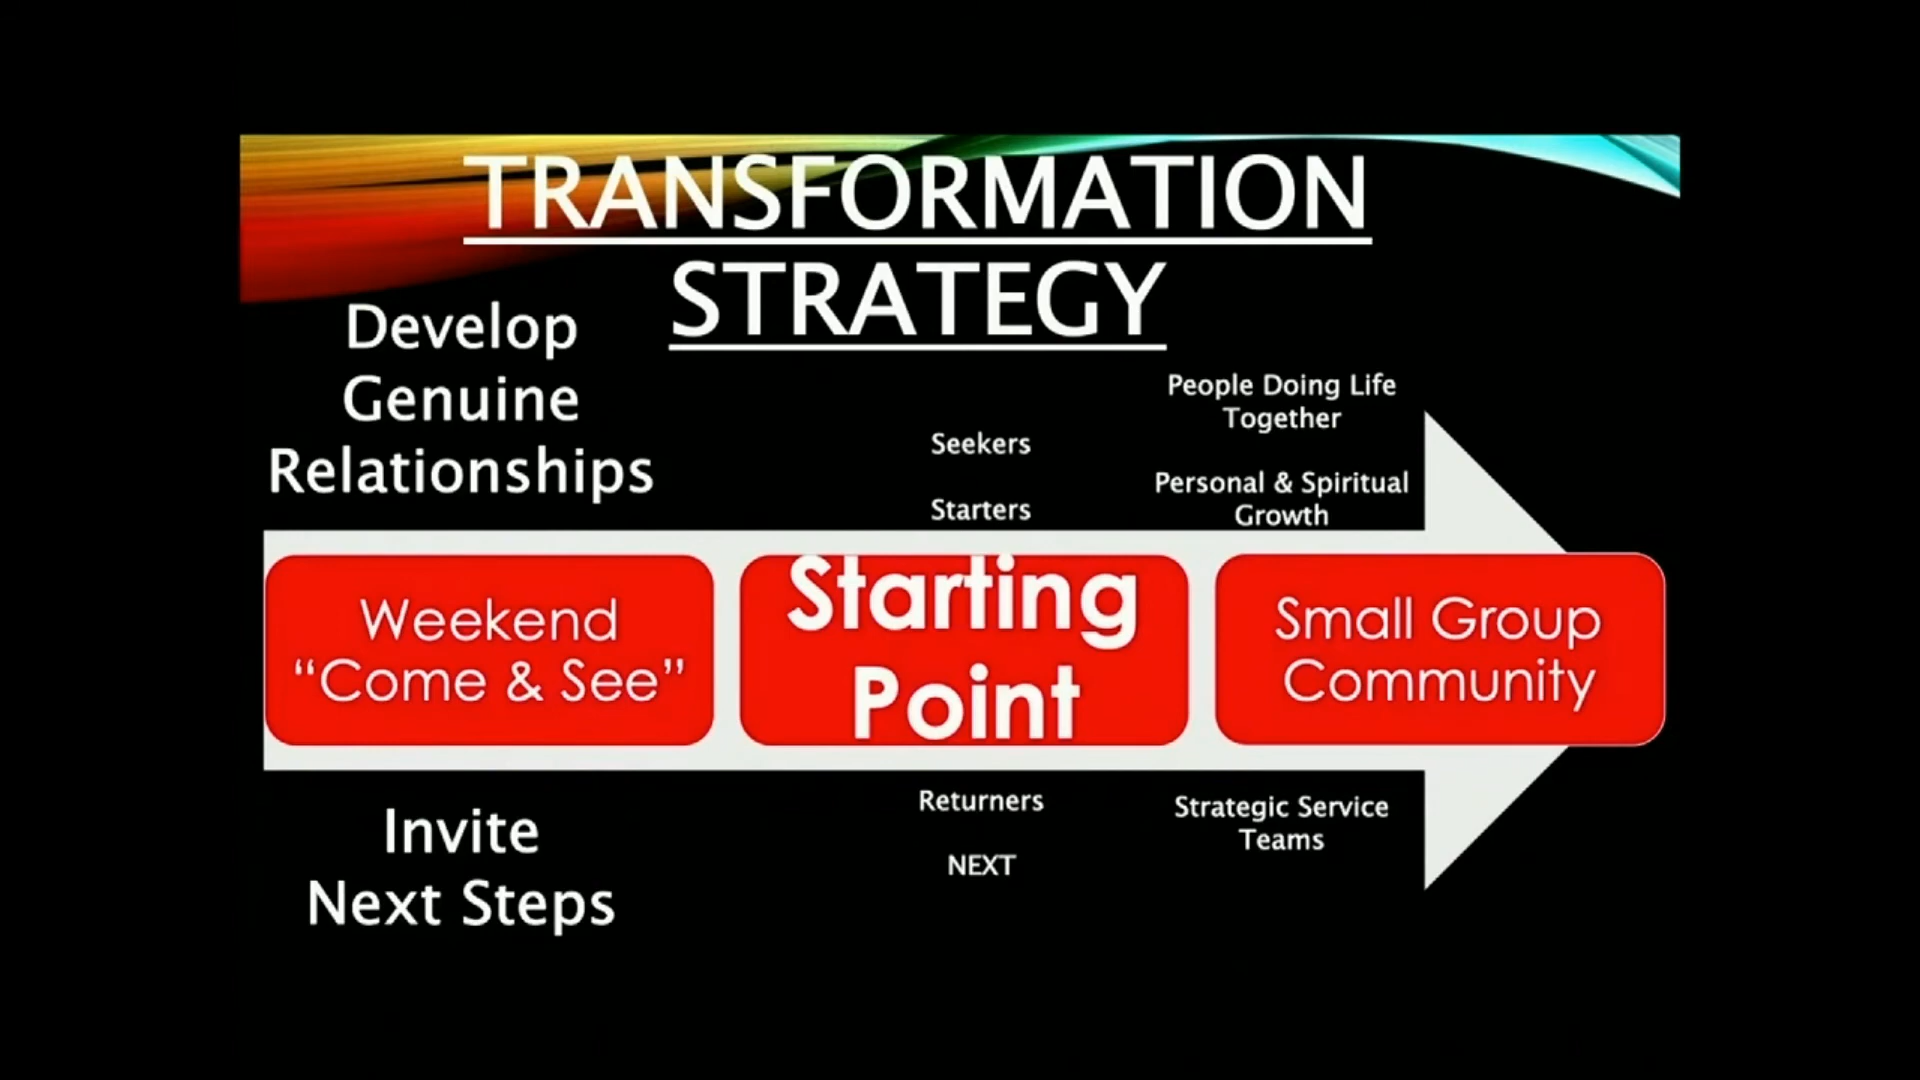 TRANSFORMATION
STRATEGY
Develop
Genuine
Relationships
Seekers
Starters
People Doing Life
Together
Personal & Spiritual
Growth
Weekend
“Come & See”
Starting
Point
Small Group
Community
Invite
Next Steps
Returners
NEXT
Strategic Service
Teams